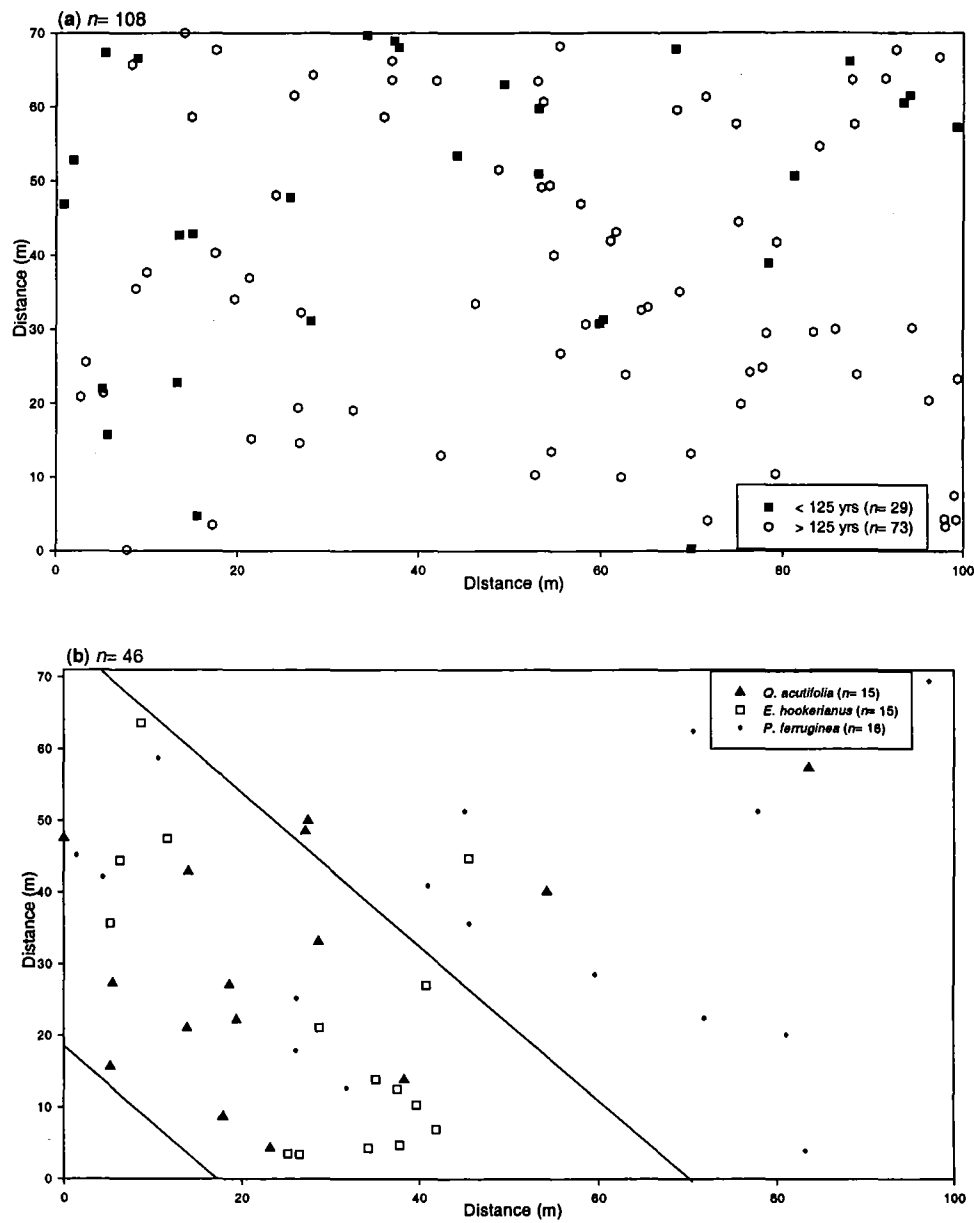 (a) n= 108
70
60
50
40
30
20
10
0
Distance (m)
< 125 yrs (n= 29)
> 125 yrs (n= 73)
0 20 40 60 80 100
Distance (m)
(b) n= 46
70
60
50
40
30
20
10
0
Distance (m)
Q. acutifolia (n= 15)
E. hookerianus (n= 15)
P. ferruginea (n= 16)
0 20 40 60 80 100
Distance (m)